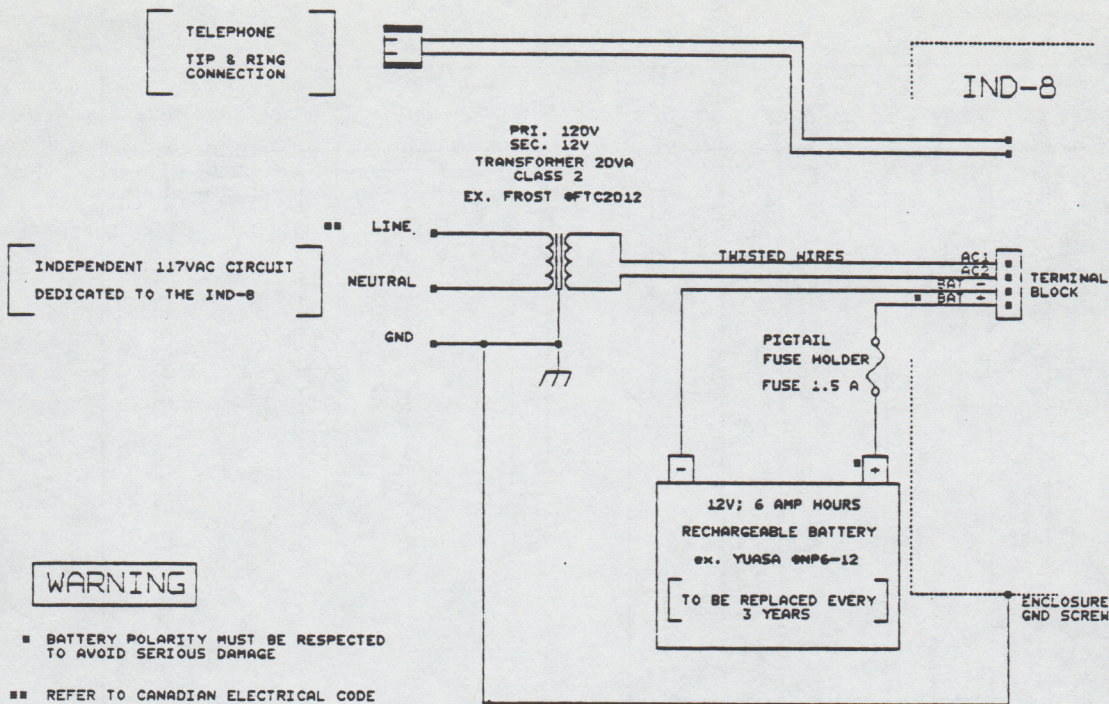 TELEPHONE
TIP & RING
CONNECTION
IND-8
PRI. 120V
SEC. 12V
TRANSFORMER 20VA
CLASS 2
EX. FROST @FTC2012
■■ LINE
NEUTRAL
GND
INDEPENDENT 117VAC CIRCUIT
DEDICATED TO THE IND-8
TWISTED WIRES
AC1
AC2
BAT -
■ BAT +
TERMINAL
BLOCK
PIGTAIL
FUSE HOLDER
FUSE 1.5 A
-
■ +
12V; 6 AMP HOURS
RECHARGEABLE BATTERY
ex. YUASA @NP6-12
TO BE REPLACED EVERY
3 YEARS
ENCLOSURE
GND SCREW
WARNING
■ BATTERY POLARITY MUST BE RESPECTED
TO AVOID SERIOUS DAMAGE
■■ REFER TO CANADIAN ELECTRICAL CODE